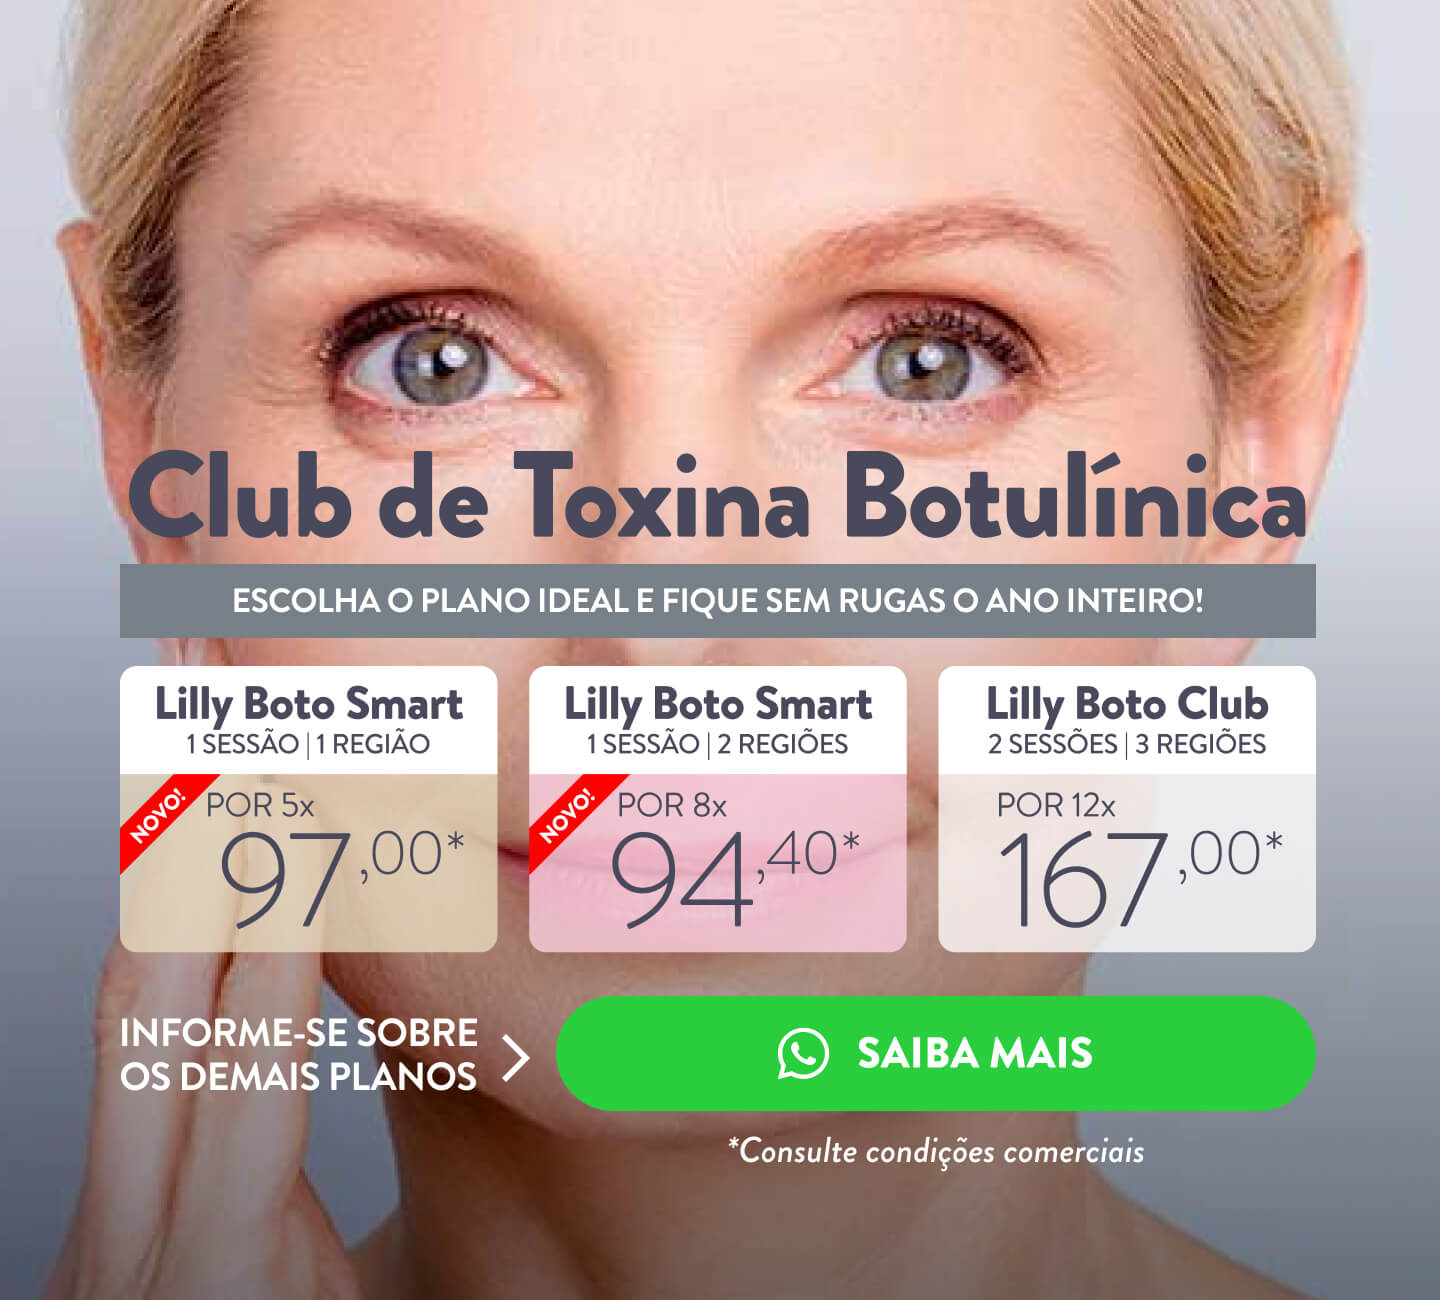 Club de Toxina Botulínica
ESCOLHA O PLANO IDEAL E FIQUE SEM RUGAS O ANO INTEIRO!
Lilly Boto Smart
1 SESSÃO | 1 REGIÃO
NOVO!
POR 5x
97,00*
Lilly Boto Smart
1 SESSÃO | 2 REGIÕES
NOVO!
POR 8x
94,40*
Lilly Boto Club
2 SESSÕES | 3 REGIÕES
POR 12x
167,00*
INFORME-SE SOBRE
OS DEMAIS PLANOS
SAIBA MAIS
*Consulte condições comerciais